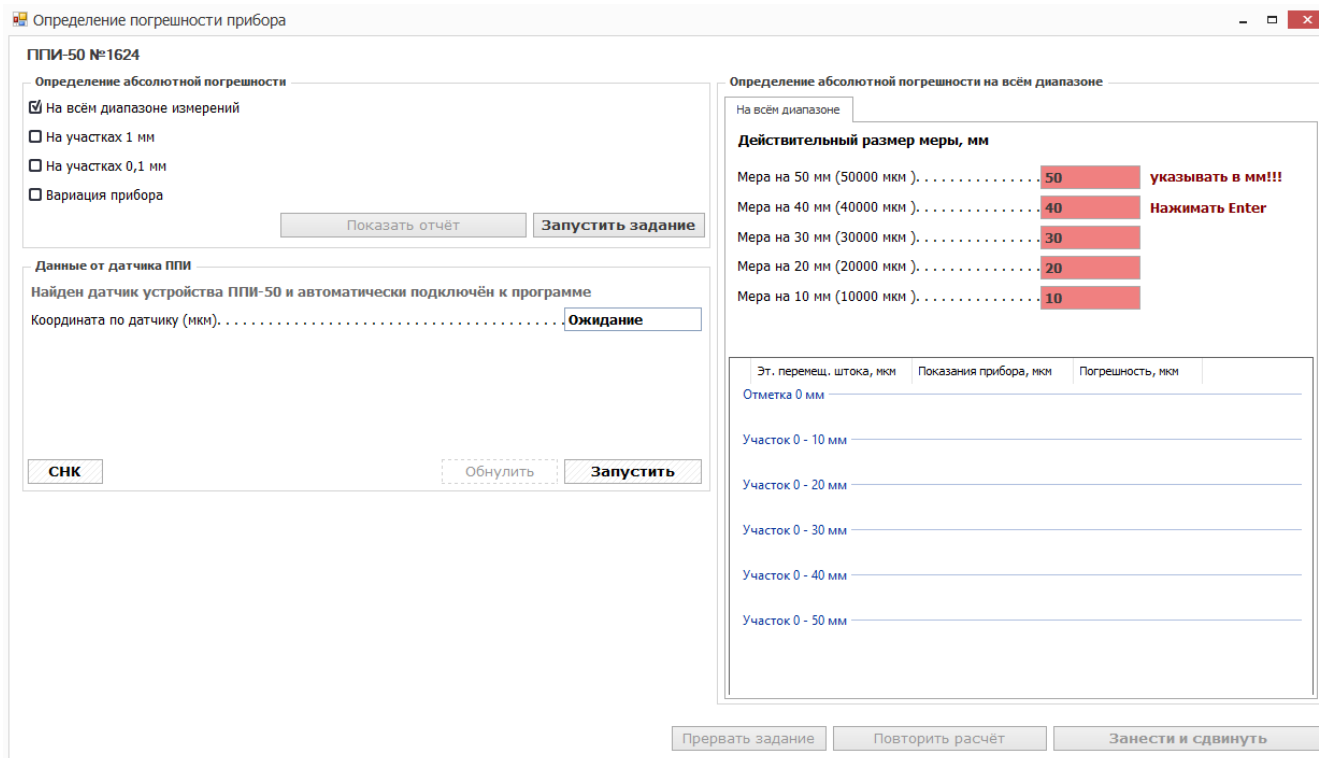 Определение погрешности прибора
ППИ-50 №1624
Определение абсолютной погрешности
На всём диапазоне измерений
На участках 1 мм
На участках 0,1 мм
Вариация прибора
Показать отчёт
Запустить задание
Данные от датчика ППИ
Найден датчик устройства ППИ-50 и автоматически подключён к программе
Координата по датчику (мкм). . . . . . . . . . . . . . . . . . . . . . . . . . . . . . . . . . . . . . . Ожидание
СНК
Обнулить
Запустить
Определение абсолютной погрешности на всём диапазоне
На всём диапазоне
Действительный размер меры, мм
Мера на 50 мм (50000 мкм ). . . . . . . . . . . . . . . 50 указывать в мм!!!
Мера на 40 мм (40000 мкм ). . . . . . . . . . . . . . . 40 Нажимать Enter
Мера на 30 мм (30000 мкм ). . . . . . . . . . . . . . . 30
Мера на 20 мм (20000 мкм ). . . . . . . . . . . . . . . 20
Мера на 10 мм (10000 мкм ). . . . . . . . . . . . . . . 10
Эт. перемещ. штока, мкм Показания прибора, мкм Погрешность, мкм
Отметка 0 мм
Участок 0 - 10 мм
Участок 0 - 20 мм
Участок 0 - 30 мм
Участок 0 - 40 мм
Участок 0 - 50 мм
Прервать задание
Повторить расчёт
Занести и сдвинуть